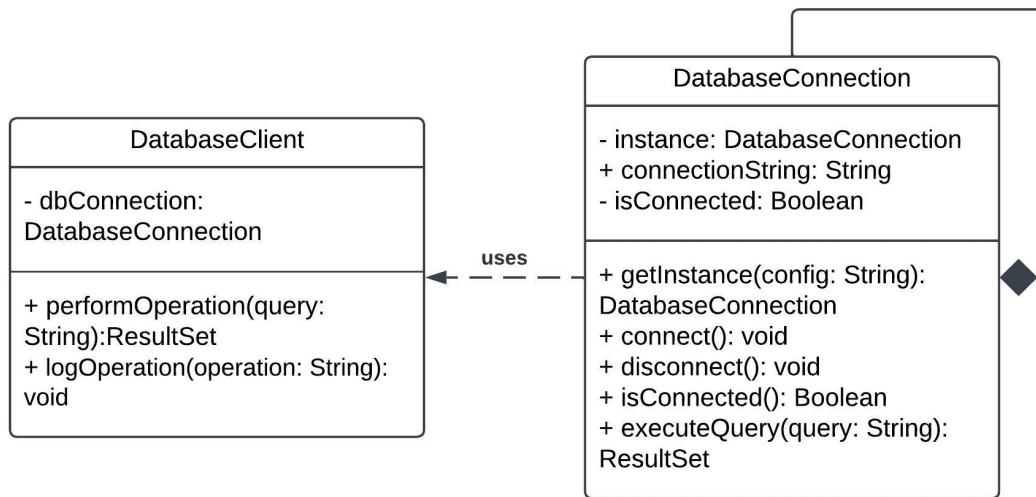 DatabaseClient
- dbConnection:
DatabaseConnection
+ performOperation(query:
String):ResultSet
+ logOperation(operation: String):
void
uses
DatabaseConnection
- instance: DatabaseConnection
+ connectionString: String
- isConnected: Boolean
+ getInstance(config: String):
DatabaseConnection
+ connect(): void
+ disconnect(): void
+ isConnected(): Boolean
+ executeQuery(query: String):
ResultSet